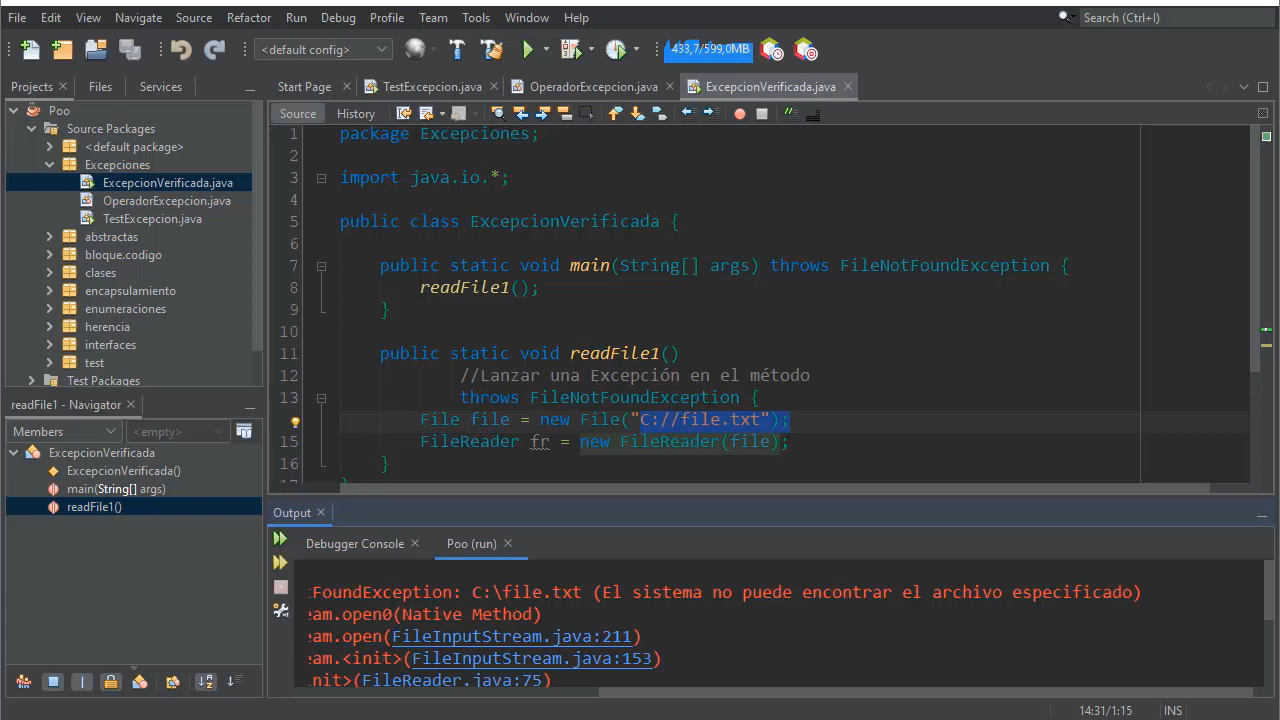 File Edit View Navigate Source Refactor Run Debug Profile Team Tools Window Help
Search (Ctrl+I)
<default config>
433,7/599,0MB
Projects Files Services
Poo
Source Packages
<default package>
Excepciones
ExcepcionVerificada.java
OperadorExcepcion.java
TestExcepcion.java
abstractas
bloque.codigo
clases
encapsulamiento
enumeraciones
herencia
interfaces
test
Test Packages
readFile1 - Navigator
Members <empty>
ExcepcionVerificada
ExcepcionVerificada()
main(String[] args)
readFile1()
Start Page TestExcepcion.java OperadorExcepcion.java ExcepcionVerificada.java
Source History
1 package Excepciones;
2
3 import java.io.*;
4
5 public class ExcepcionVerificada {
6
7 public static void main(String[] args) throws FileNotFoundException {
8 readFile1();
9 }
10
11 public static void readFile1()
12 //Lanzar una Excepción en el método
13 throws FileNotFoundException {
File file = new File("C://file.txt");
15 FileReader fr = new FileReader(file);
16 }
17 }
Output
Debugger Console Poo (run)
:FoundException: C:\file.txt (El sistema no puede encontrar el archivo especificado)
eam.open0(Native Method)
eam.open(FileInputStream.java:211)
eam.<init>(FileInputStream.java:153)
nit>(FileReader.java:75)
14:31/1:15 INS